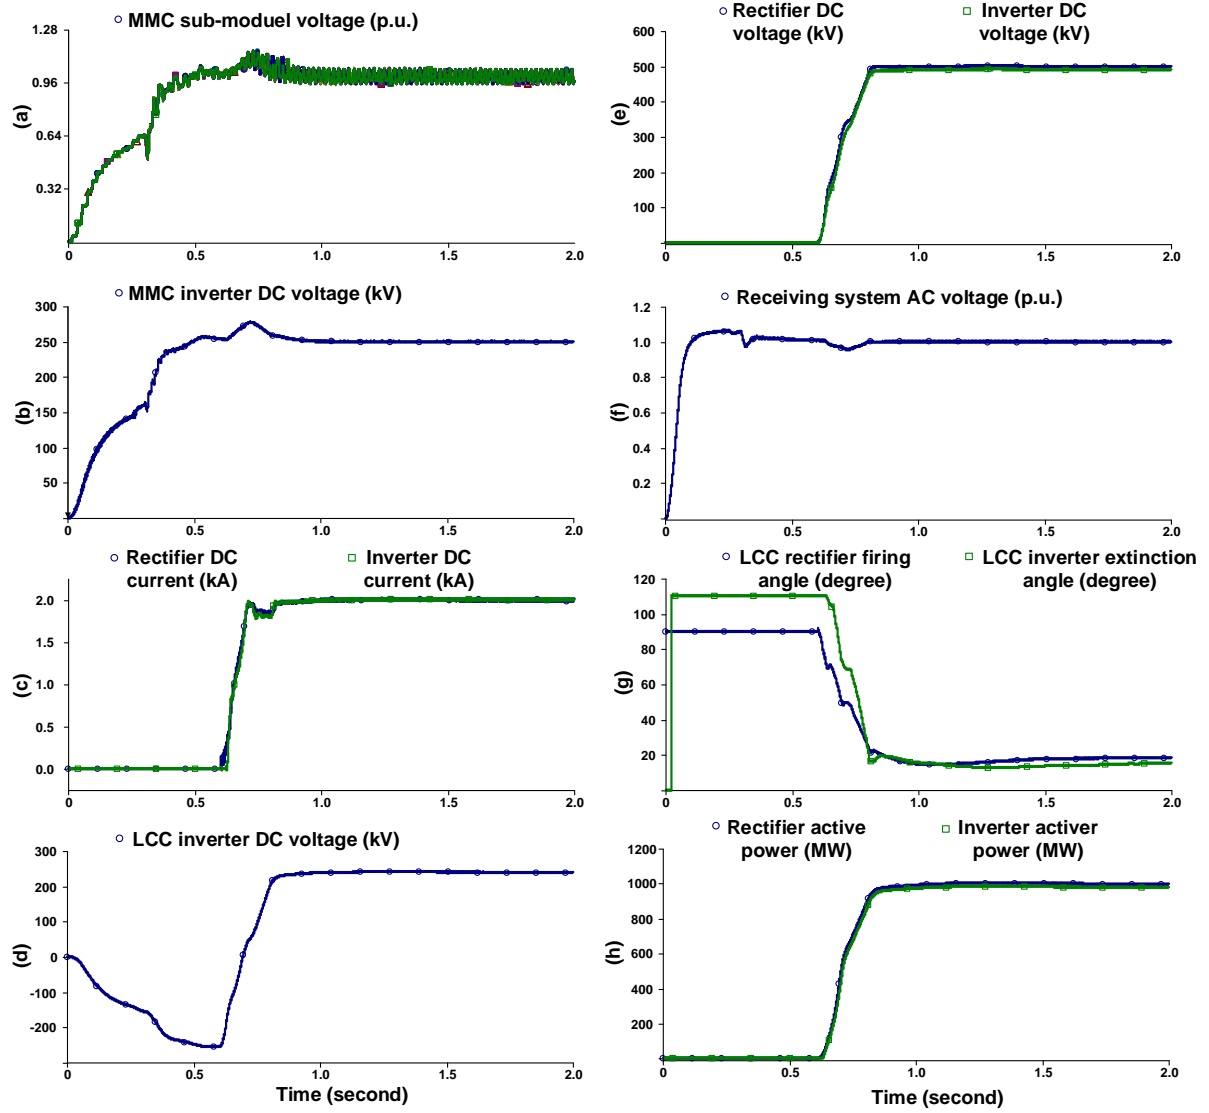 MMC sub-moduel voltage (p.u.)
1.28
0.96
0.64
0.32
(a)
0 0.5 1.0 1.5 2.0
MMC inverter DC voltage (kV)
300
250
200
150
100
50
(b)
0 0.5 1.0 1.5 2.0
Rectifier DC current (kA)
Inverter DC current (kA)
2.0
1.5
1.0
0.5
0.0
(c)
0 0.5 1.0 1.5 2.0
LCC inverter DC voltage (kV)
300
200
100
0
-100
-200
(d)
0 0.5 1.0 1.5 2.0
Time (second)
Rectifier DC voltage (kV)
Inverter DC voltage (kV)
600
500
400
300
200
100
(e)
0 0.5 1.0 1.5 2.0
Receiving system AC voltage (p.u.)
1.2
1.0
0.8
0.6
0.4
0.2
(f)
0 0.5 1.0 1.5 2.0
LCC rectifier firing angle (degree)
LCC inverter extinction angle (degree)
120
100
80
60
40
20
(g)
0 0.5 1.0 1.5 2.0
Rectifier active power (MW)
Inverter activer power (MW)
1200
1000
800
600
400
200
(h)
0 0.5 1.0 1.5 2.0
Time (second)